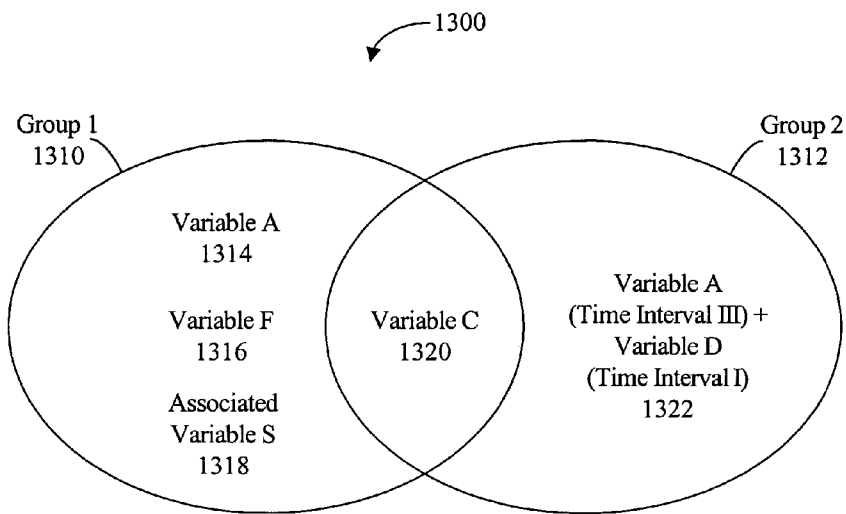 1300
Group 1
1310
Group 2
1312
Variable A
1314
Variable F
1316
Associated
Variable S
1318
Variable C
1320
Variable A
(Time Interval III) +
Variable D
(Time Interval I)
1322